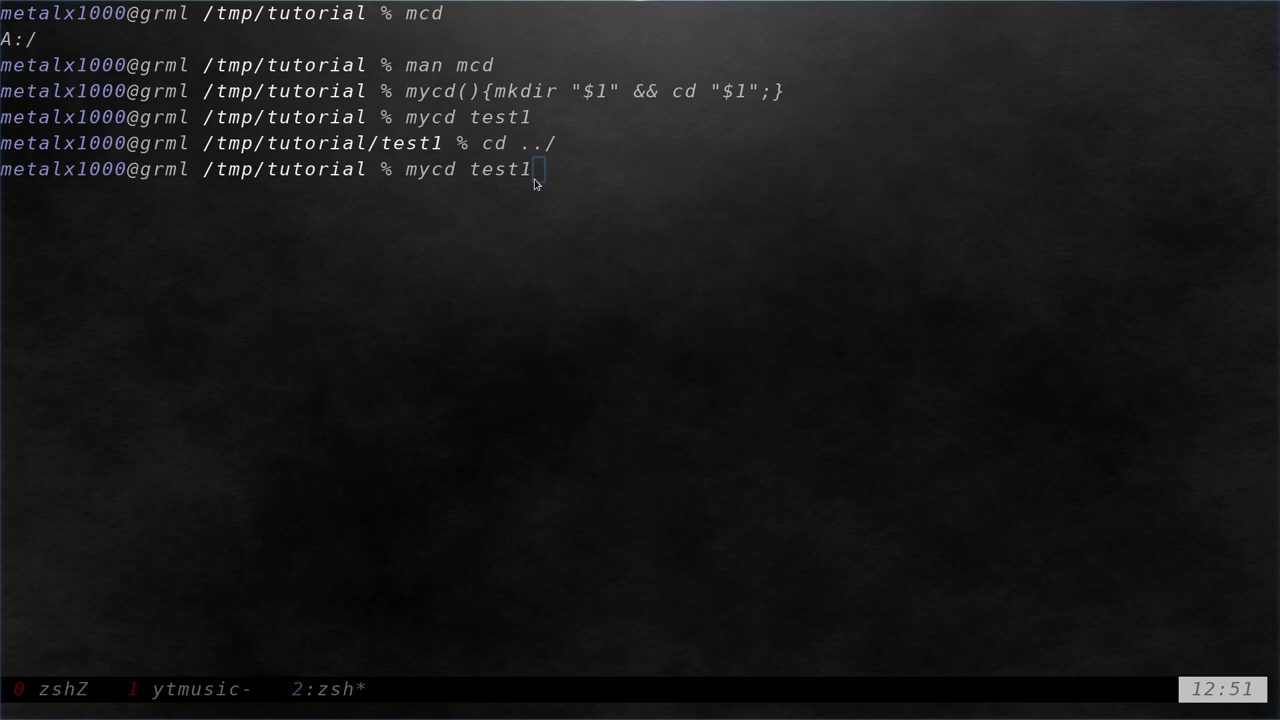 metalx1000@grml /tmp/tutorial % mcd
A:/
metalx1000@grml /tmp/tutorial % man mcd
metalx1000@grml /tmp/tutorial % mycd(){mkdir "$1" && cd "$1";}
metalx1000@grml /tmp/tutorial % mycd test1
metalx1000@grml /tmp/tutorial/test1 % cd ../
metalx1000@grml /tmp/tutorial % mycd test1
0 zshZ 1 ytmusic- 2:zsh* 12:51